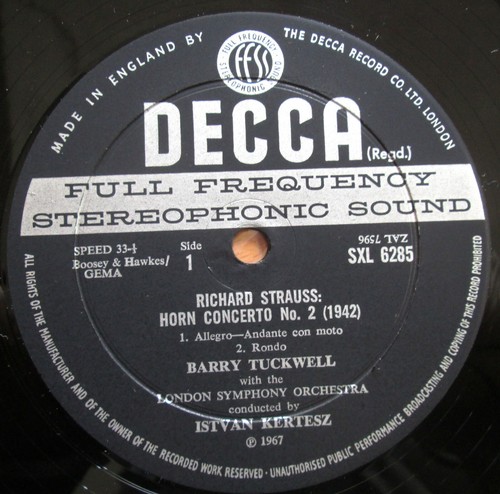 MADE IN ENGLAND BY
THE DECCA RECORD CO. LTD. LONDON
FULL FREQUENCY
FFSS
STEREOPHONIC SOUND
DECCA (Regd.)
FULL FREQUENCY
STEREOPHONIC SOUND
SPEED 33-⅓
Side
1
Boosey & Hawkes/
GEMA
ZAL 7596
SXL 6285
RICHARD STRAUSS:
HORN CONCERTO No. 2 (1942)
1. Allegro—Andante con moto
2. Rondo
BARRY TUCKWELL
with the
LONDON SYMPHONY ORCHESTRA
conducted by
ISTVAN KERTESZ
℗ 1967
ALL RIGHTS OF THE MANUFACTURER AND OF THE OWNER OF THE RECORDED WORK RESERVED · UNAUTHORISED PUBLIC PERFORMANCE BROADCASTING AND COPYING OF THIS RECORD PROHIBITED